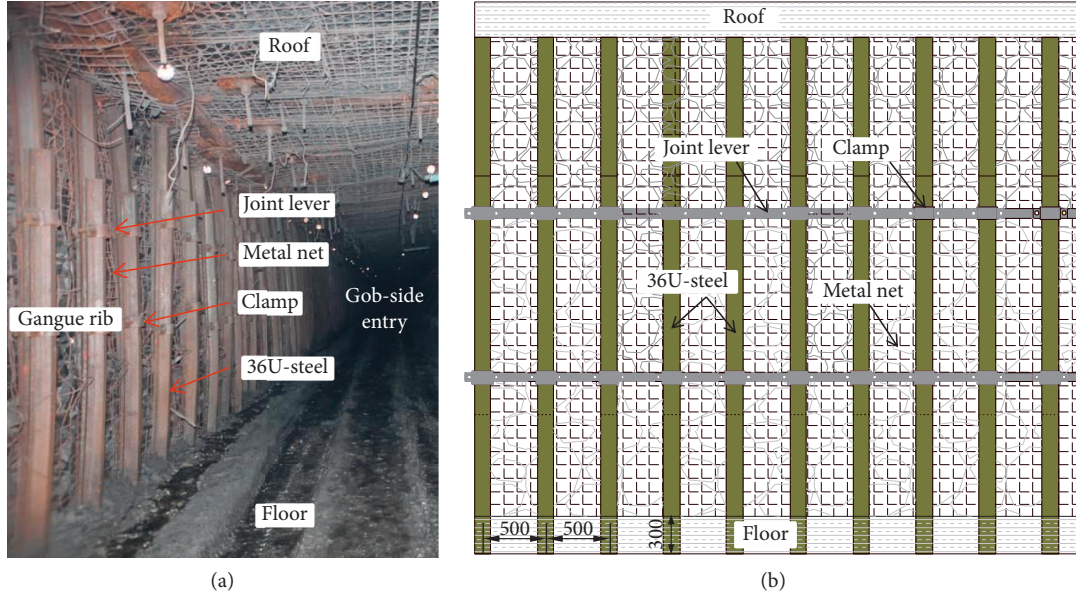 Roof
Joint lever
Metal net
Gangue rib
Clamp
Gob-side
entry
36U-steel
Floor
(a)
Roof
Joint lever
Clamp
36U-steel
Metal net
500
500
300
Floor
(b)